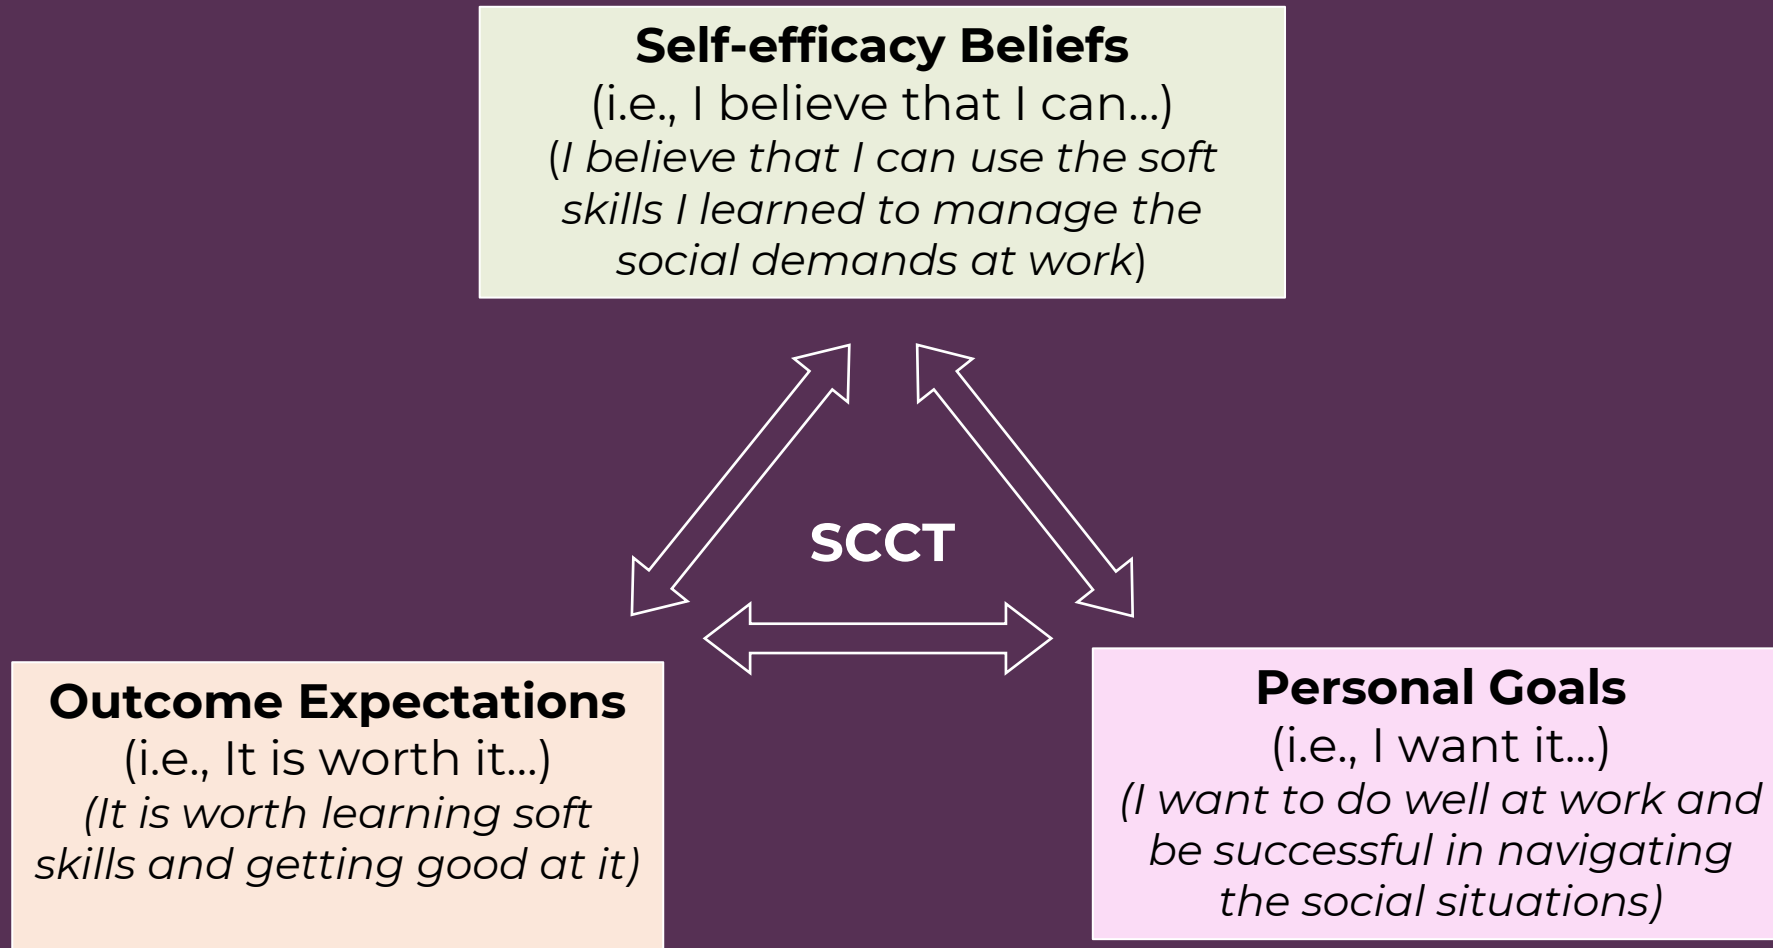 Self-efficacy Beliefs
(i.e., I believe that I can...)
(I believe that I can use the soft
skills I learned to manage the
social demands at work)
SCCT
Outcome Expectations
(i.e., It is worth it...)
(It is worth learning soft
skills and getting good at it)
Personal Goals
(i.e., I want it...)
(I want to do well at work and
be successful in navigating
the social situations)